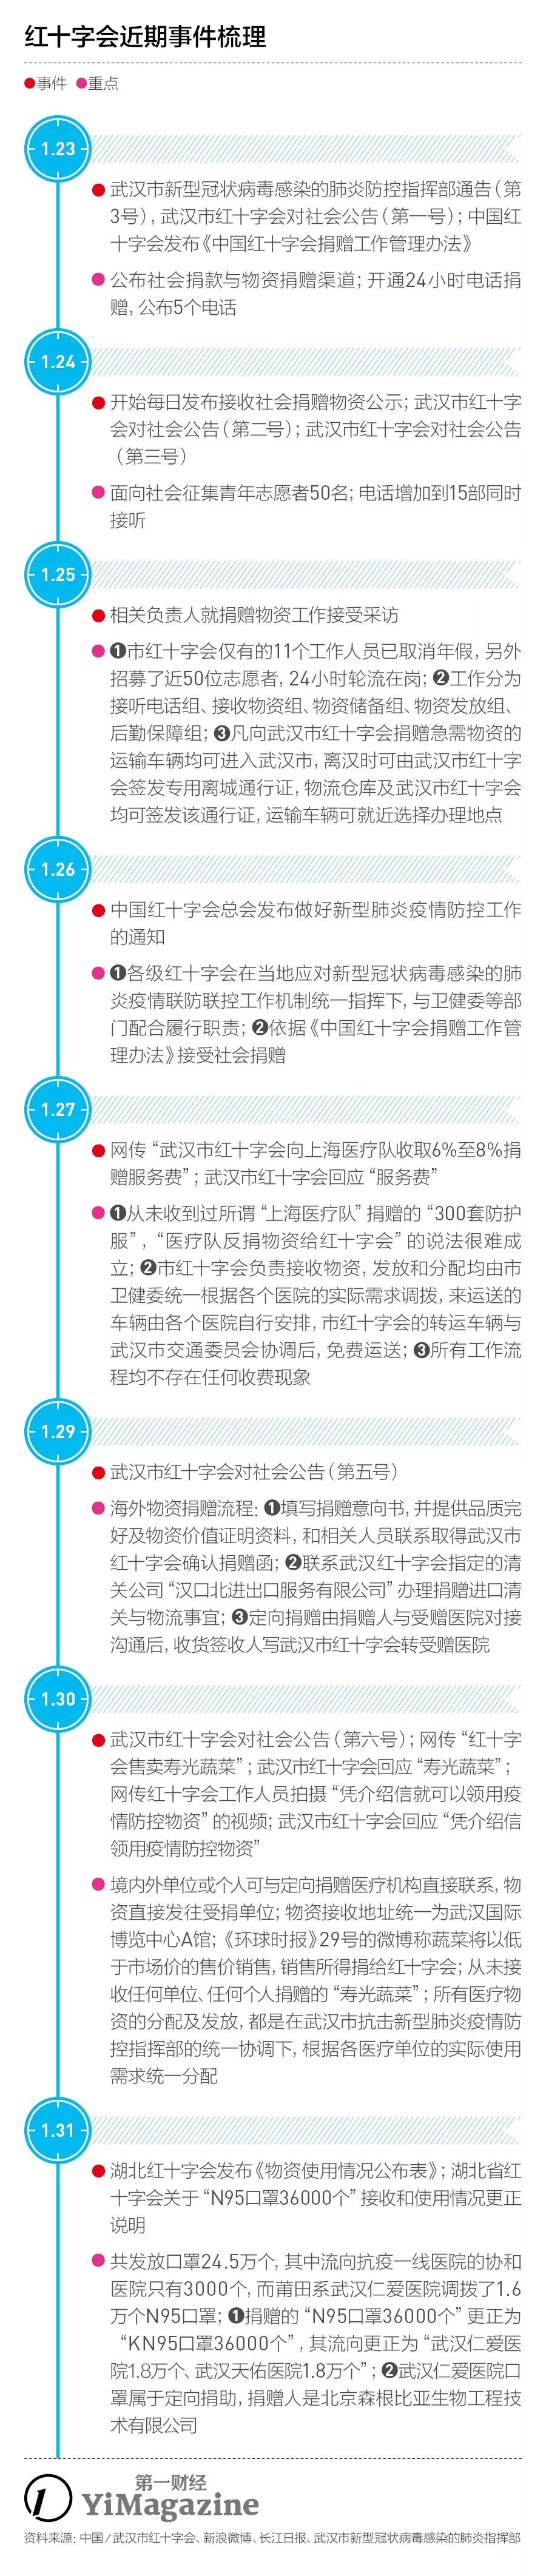 红十字会近期事件梳理
●事件 ●重点
1.23
武汉市新型冠状病毒感染的肺炎防控指挥部通告（第
3号），武汉市红十字会对社会公告（第一号）；中国红
十字会发布《中国红十字会捐赠工作管理办法》
公布社会捐款与物资捐赠渠道；开通24小时电话捐
赠，公布5个电话
1.24
开始每日发布接收社会捐赠物资公示；武汉市红十字
会对社会公告（第二号）；武汉市红十字会对社会公告
（第三号）
面向社会征集青年志愿者50名；电话增加到15部同时
接听
1.25
相关负责人就捐赠物资工作接受采访
❶市红十字会仅有的11个工作人员已取消年假，另外
招募了近50位志愿者，24小时轮流在岗；❷工作分为
接听电话组、接收物资组、物资储备组、物资发放组、
后勤保障组；❸凡向武汉市红十字会捐赠急需物资的
运输车辆均可进入武汉市，离汉时可由武汉市红十字
会签发专用离城通行证，物流仓库及武汉市红十字会
均可签发该通行证，运输车辆可就近选择办理地点
1.26
中国红十字会总会发布做好新型肺炎疫情防控工作
的通知
❶各级红十字会在当地应对新型冠状病毒感染的肺
炎疫情联防联控工作机制统一指挥下，与卫健委等部
门配合履行职责；❷依据《中国红十字会捐赠工作管
理办法》接受社会捐赠
1.27
网传“武汉市红十字会向上海医疗队收取6%至8%捐
赠服务费”；武汉市红十字会回应“服务费”
❶从未收到过所谓“上海医疗队”捐赠的“300套防护
服”，“医疗队反捐物资给红十字会”的说法很难成
立；❷市红十字会负责接收物资，发放和分配均由市
卫健委统一根据各个医院的实际需求调拨，来运送的
车辆由各个医院自行安排，市红十字会的转运车辆与
武汉市交通委员会协调后，免费运送；❸所有工作流
程均不存在任何收费现象
1.29
武汉市红十字会对社会公告（第五号）
海外物资捐赠流程：❶填写捐赠意向书，并提供品质完
好及物资价值证明资料，和相关人员联系取得武汉市
红十字会确认捐赠函；❷联系武汉红十字会指定的清
关公司“汉口北进出口服务有限公司”办理捐赠进口清
关与物流事宜；❸定向捐赠由捐赠人与受赠医院对接
沟通后，收货签收人写武汉市红十字会转受赠医院
1.30
武汉市红十字会对社会公告（第六号）；网传“红十字
会售卖寿光蔬菜”；武汉市红十字会回应“寿光蔬菜”；
网传红十字会工作人员拍摄“凭介绍信就可以领用疫
情防控物资”的视频；武汉市红十字会回应“凭介绍信
领用疫情防控物资”
境内外单位或个人可与定向捐赠医疗机构直接联系，物
资直接发往受捐单位；物资接收地址统一为武汉国际
博览中心A馆；《环球时报》29号的微博称蔬菜将以低
于市场价的售价销售，销售所得捐给红十字会；从未接
收任何单位、任何个人捐赠的“寿光蔬菜”；所有医疗物
资的分配及发放，都是在武汉市抗击新型肺炎疫情防
控指挥部的统一协调下，根据各医疗单位的实际使用
需求统一分配
1.31
湖北红十字会发布《物资使用情况公布表》；湖北省红
十字会关于“N95口罩36000个”接收和使用情况更正
说明
共发放口罩24.5万个，其中流向抗疫一线医院的协和
医院只有3000个，而莆田系武汉仁爱医院调拨了1.6
万个N95口罩；❶捐赠的“N95口罩36000个”更正为
“KN95口罩36000个”，其流向更正为“武汉仁爱医
院1.8万个、武汉天佑医院1.8万个”；❷武汉仁爱医院口
罩属于定向捐助，捐赠人是北京森根比亚生物工程技
术有限公司
第一财经
YiMagazine
资料来源：中国/武汉市红十字会、新浪微博、长江日报、武汉市新型冠状病毒感染的肺炎指挥部